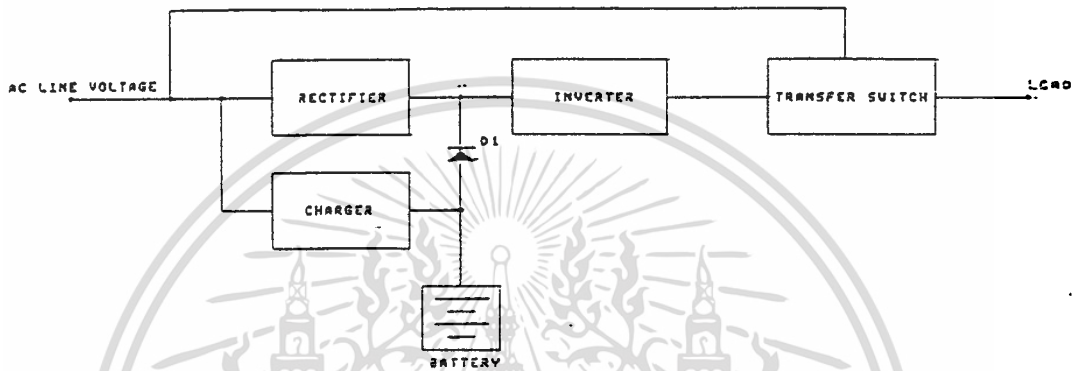 AC LINE VOLTAGE
RECTIFIER
INVERTER
TRANSFER SWITCH
LOAD
D1
CHARGER
BATTERY